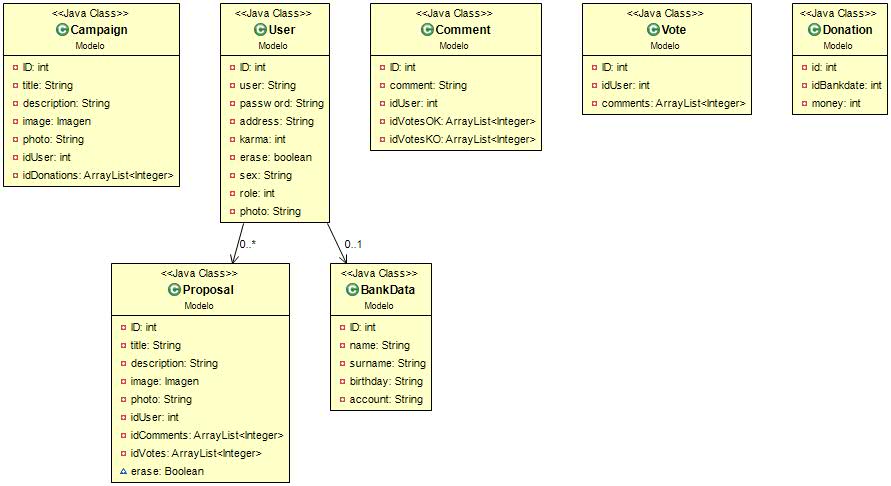 <<Java Class>>
Campaign
Modelo
ID: int
title: String
description: String
image: Imagen
photo: String
idUser: int
idDonations: ArrayList<Integer>
<<Java Class>>
User
Modelo
ID: int
user: String
password: String
address: String
karma: int
erase: boolean
sex: String
role: int
photo: String
<<Java Class>>
Comment
Modelo
ID: int
comment: String
idUser: int
idVotesOK: ArrayList<Integer>
idVotesKO: ArrayList<Integer>
<<Java Class>>
Vote
Modelo
ID: int
idUser: int
comments: ArrayList<Integer>
<<Java Class>>
Donation
Modelo
id: int
idBankdate: int
money: int
0..*
0..1
<<Java Class>>
Proposal
Modelo
ID: int
title: String
description: String
image: Imagen
photo: String
idUser: int
idComments: ArrayList<Integer>
idVotes: ArrayList<Integer>
erase: Boolean
<<Java Class>>
BankData
Modelo
ID: int
name: String
surname: String
birthday: String
account: String